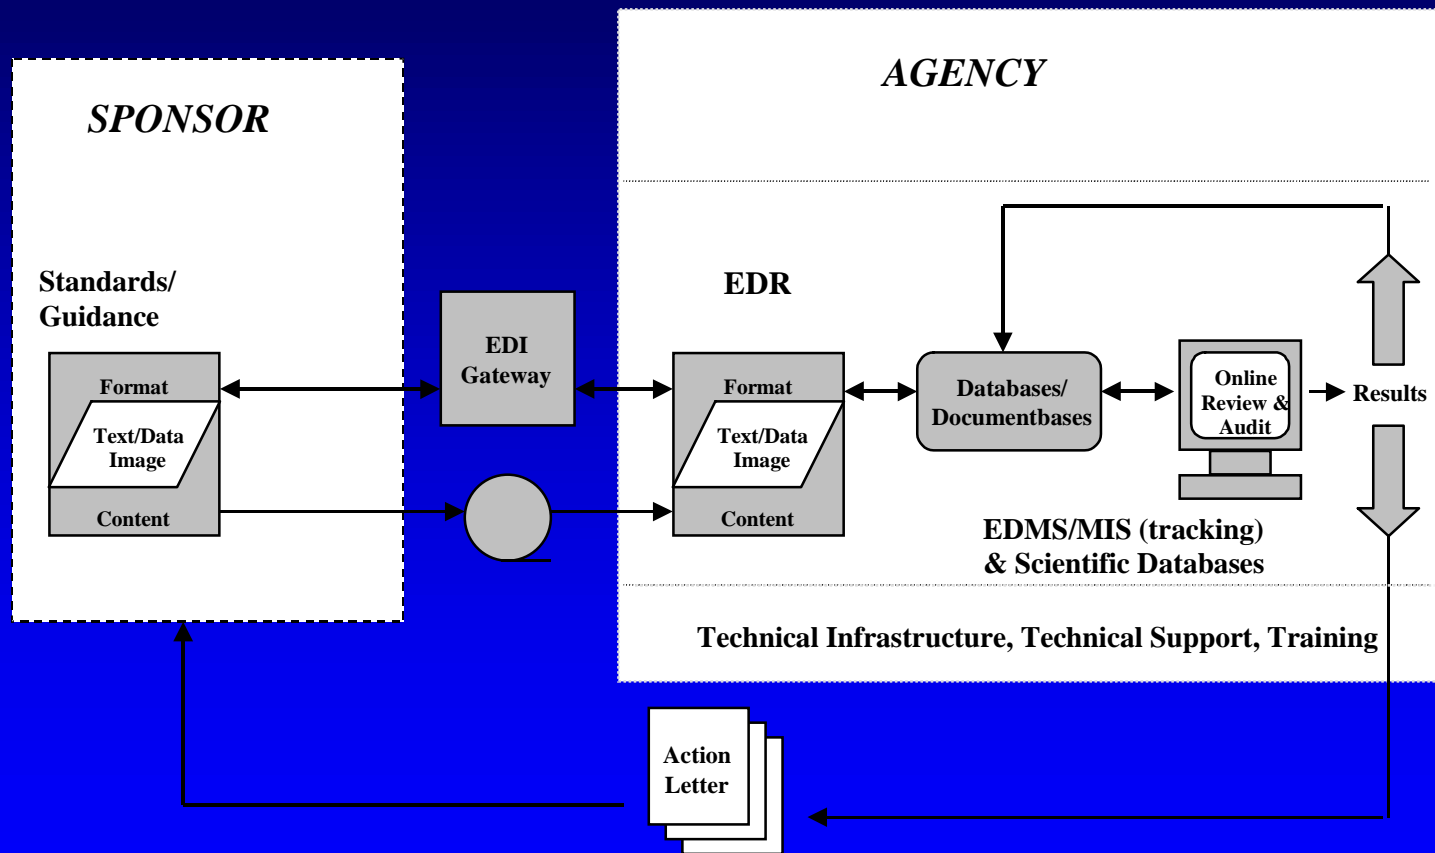 AGENCY
SPONSOR
Standards/
Guidance
Format
Text/Data
Image
Content
EDI
Gateway
EDR
Format
Text/Data
Image
Content
Databases/
Documentbases
Online
Review &
Audit
Results
EDMS/MIS (tracking)
& Scientific Databases
Technical Infrastructure, Technical Support, Training
Action
Letter